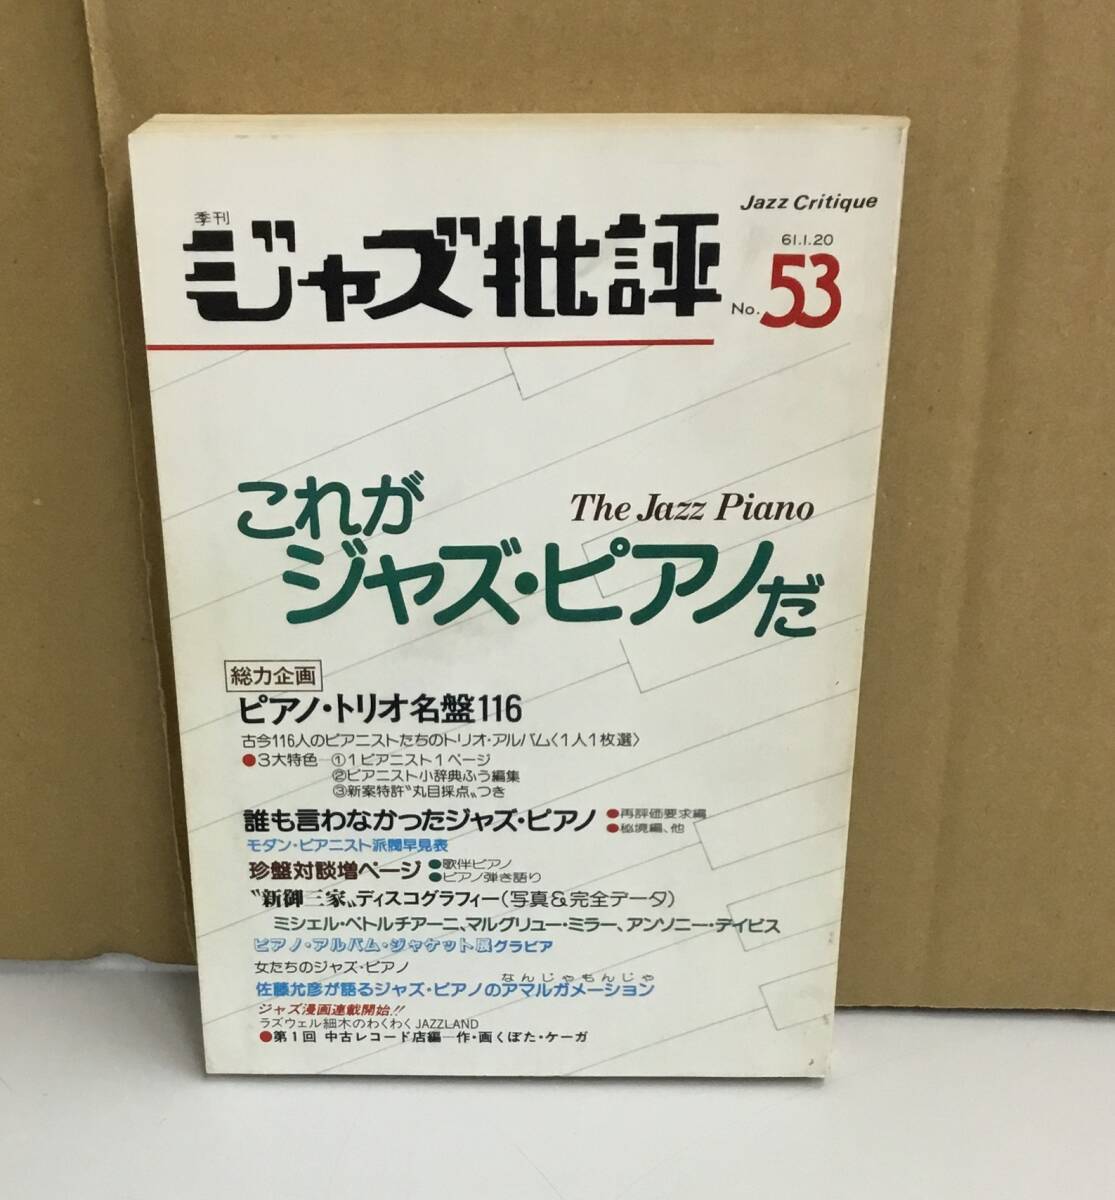 季刊
ジャズ批評
Jazz Critique
61.1.20
No. 53
これが
The Jazz Piano
ジャズ・ピアノだ
総力企画
ピアノ・トリオ名盤116
古今116人のピアニストたちのトリオ・アルバム〈1人1枚選〉
●3大特色─①1ピアニスト1ページ
②ピアニスト小辞典ふう編集
③新案特許〝丸目採点〟つき
誰も言わなかったジャズ・ピアノ
●再評価要求編
●秘境編、他
モダン・ピアニスト派閥早見表
珍盤対談増ページ
●歌伴ピアノ
●ピアノ弾き語り
〝新御三家〟ディスコグラフィー(写真&完全データ)
ミシェル・ペトルチアーニ、マルグリュー・ミラー、アンソニー・デイビス
ピアノ・アルバム・ジャケット展グラビア
女たちのジャズ・ピアノ
なんじゃもんじゃ
佐藤允彦が語るジャズ・ピアノのアマルガメーション
ジャズ漫画連載開始!!
ラズウェル細木のわくわくJAZZLAND
●第1回 中古レコード店編─作・画くぼた・ケーガ